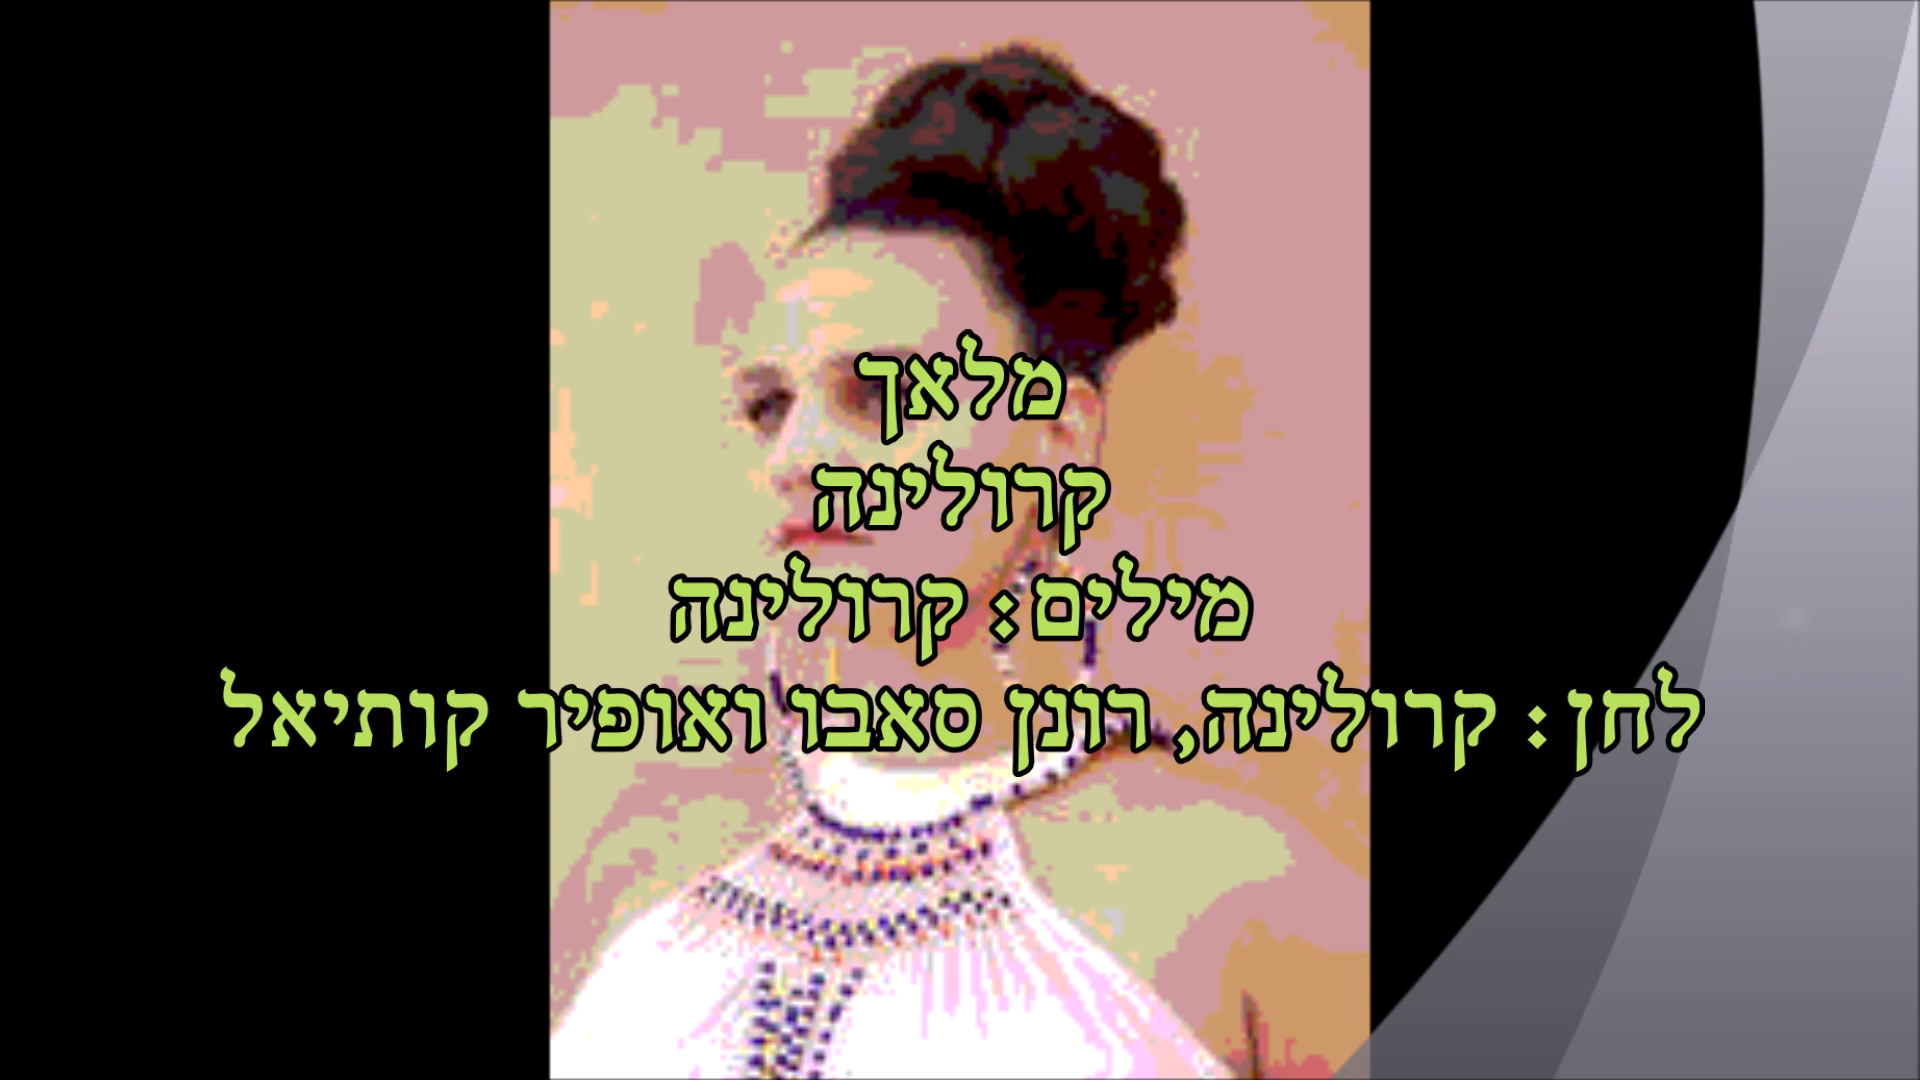 מלאך
קרולינה
מילים: קרולינה
לחן: קרולינה, רונן סאבו ואופיר קותיאל